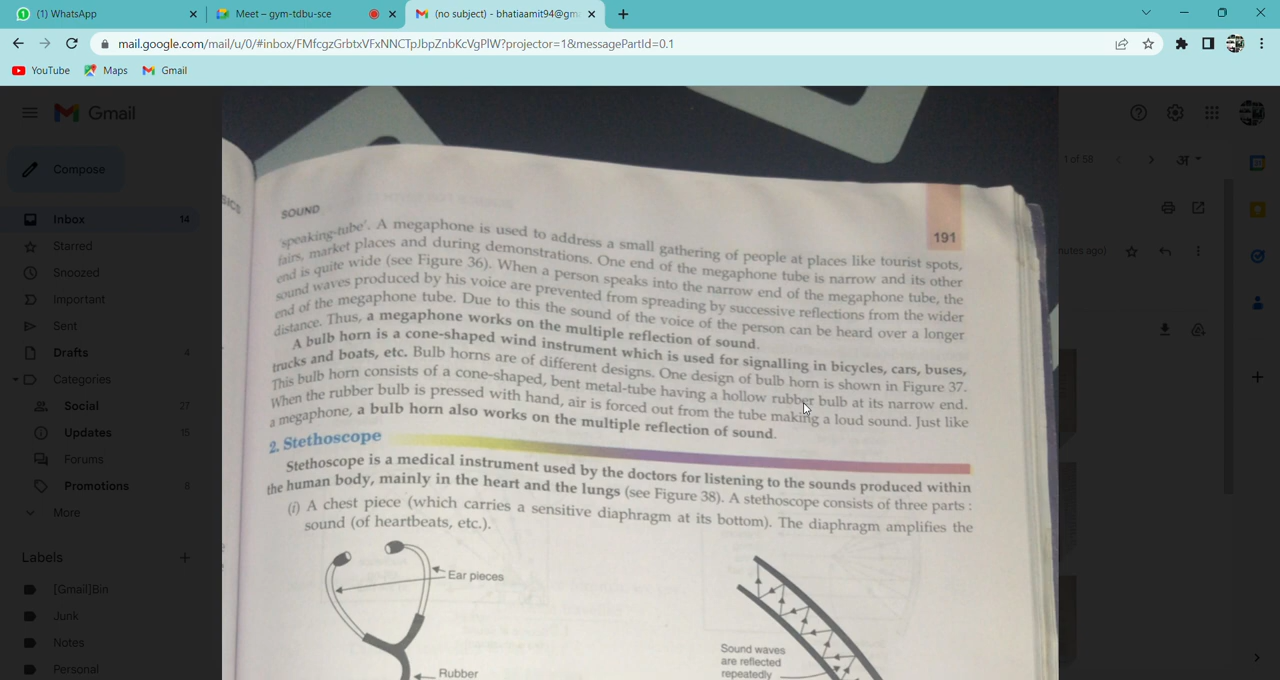 (1) WhatsApp
Meet – gym-tdbu-sce
(no subject) - bhatiaamit94@gm
mail.google.com/mail/u/0/#inbox/FMfcgzGrbtxVFxNNCTpJbpZnbKcVgPlW?projector=1&messagePartId=0.1
YouTube
Maps
Gmail
Gmail
Compose
Inbox 14
Starred
Snoozed
Important
Sent
Drafts 4
Categories
Social 27
Updates 15
Forums
Promotions 8
More
Labels
[Gmail]Bin
Junk
Notes
Personal
1 of 58
nutes ago)
SICS
SOUND
191
'speaking-tube'. A megaphone is used to address a small gathering of people at places like tourist spots,
fairs, market places and during demonstrations. One end of the megaphone tube is narrow and its other
end is quite wide (see Figure 36). When a person speaks into the narrow end of the megaphone tube, the
sound waves produced by his voice are prevented from spreading by successive reflections from the wider
end of the megaphone tube. Due to this the sound of the voice of the person can be heard over a longer
distance. Thus, a megaphone works on the multiple reflection of sound.
A bulb horn is a cone-shaped wind instrument which is used for signalling in bicycles, cars, buses,
trucks and boats, etc. Bulb horns are of different designs. One design of bulb horn is shown in Figure 37.
This bulb horn consists of a cone-shaped, bent metal-tube having a hollow rubber bulb at its narrow end.
When the rubber bulb is pressed with hand, air is forced out from the tube making a loud sound. Just like
a megaphone, a bulb horn also works on the multiple reflection of sound.
2. Stethoscope
Stethoscope is a medical instrument used by the doctors for listening to the sounds produced within
the human body, mainly in the heart and the lungs (see Figure 38). A stethoscope consists of three parts :
(i) A chest piece (which carries a sensitive diaphragm at its bottom). The diaphragm amplifies the
sound (of heartbeats, etc.).
Ear pieces
Rubber
Sound waves
are reflected
repeatedly